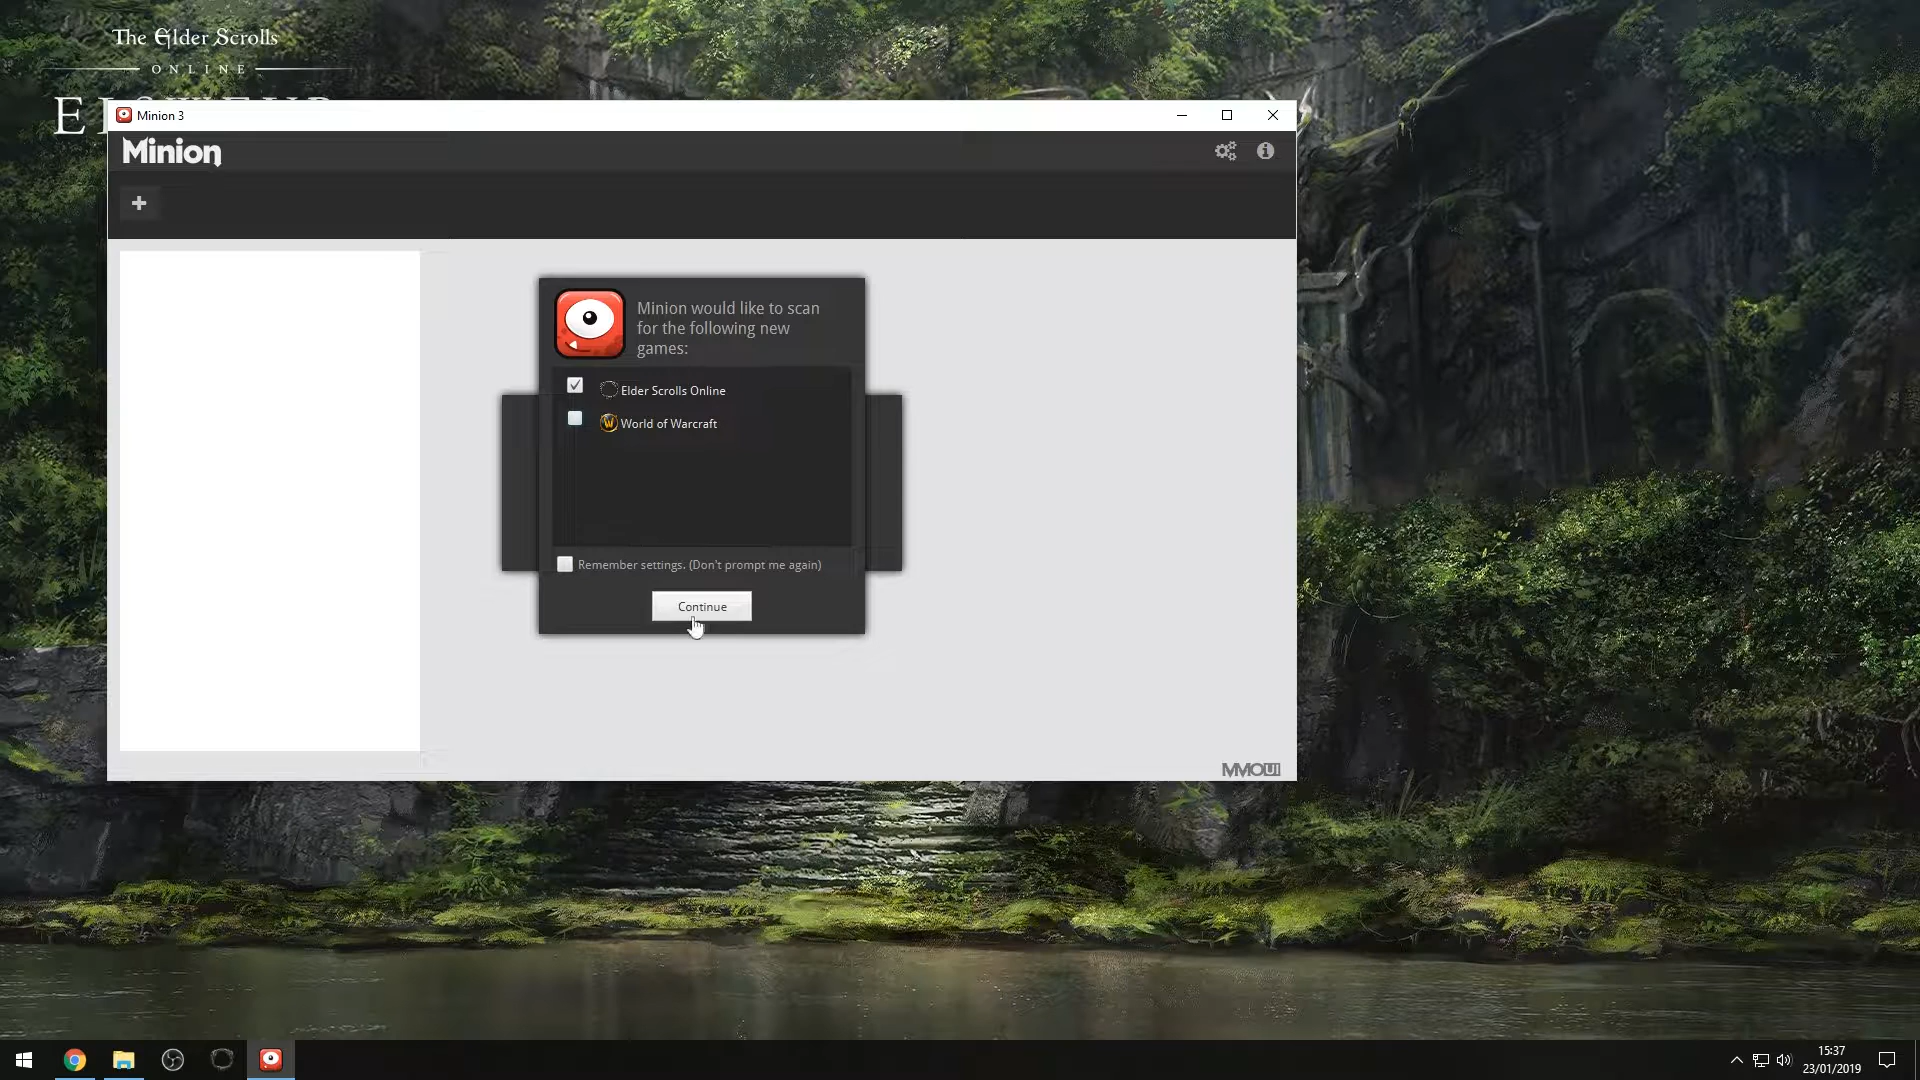 The Elder Scrolls
ONLINE
Minion 3
Minion
Minion would like to scan
for the following new
games:
Elder Scrolls Online
World of Warcraft
Remember settings. (Don't prompt me again)
Continue
MMOUI
15:37
23/01/2019